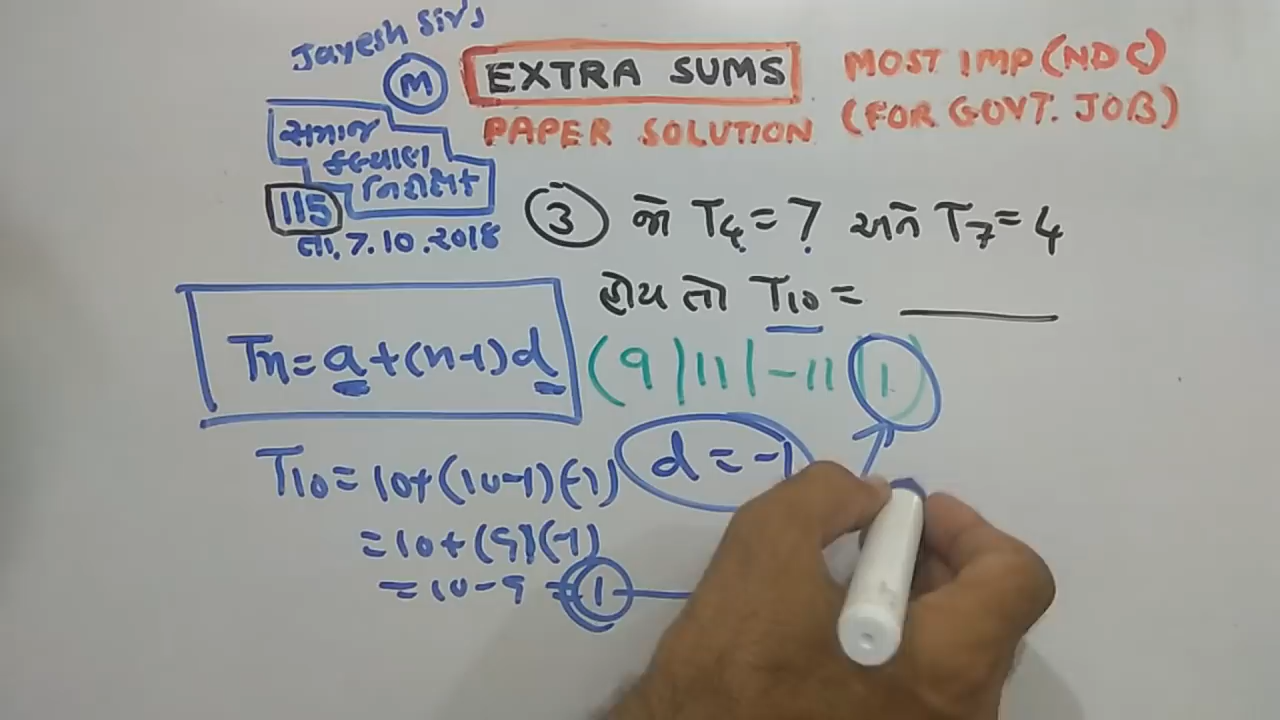 Jayesh Sir's
M
EXTRA SUMS
MOST IMP (NDC)
PAPER SOLUTION
(FOR GOVT. JOB)
સમાજ
કલ્યાણ
નિરીક્ષક
115
તા. 7.10.2018
3 જો T₄ = 7 અને T₇ = 4
હોય તો T₁₀ = ______
Tn = a + (n-1) d
(9 | 11 | -11 | 1)
T₁₀ = 10 + (10-1) (-1)
d = -1
= 10 + (9) (-1)
= 10 - 9 = 1